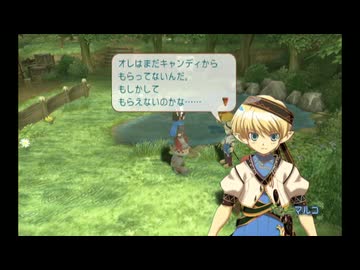 オレはまだキャンディから
もらってないんだ。
もしかして
もらえないのかな……
マルコ